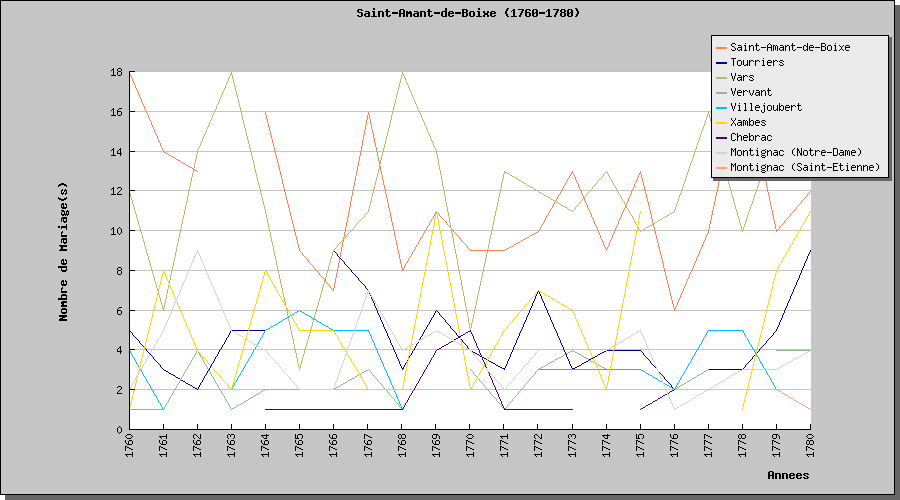 Saint-Amant-de-Boixe (1760-1780)
Saint-Amant-de-Boixe
Tourriers
Vars
Vervant
Villejoubert
Xambes
Chebrac
Montignac (Notre-Dame)
Montignac (Saint-Etienne)
Nombre de Mariage(s)
18
16
14
12
10
8
6
4
2
0
1760 1761 1762 1763 1764 1765 1766 1767 1768 1769 1770 1771 1772 1773 1774 1775 1776 1777 1778 1779 1780
Annees